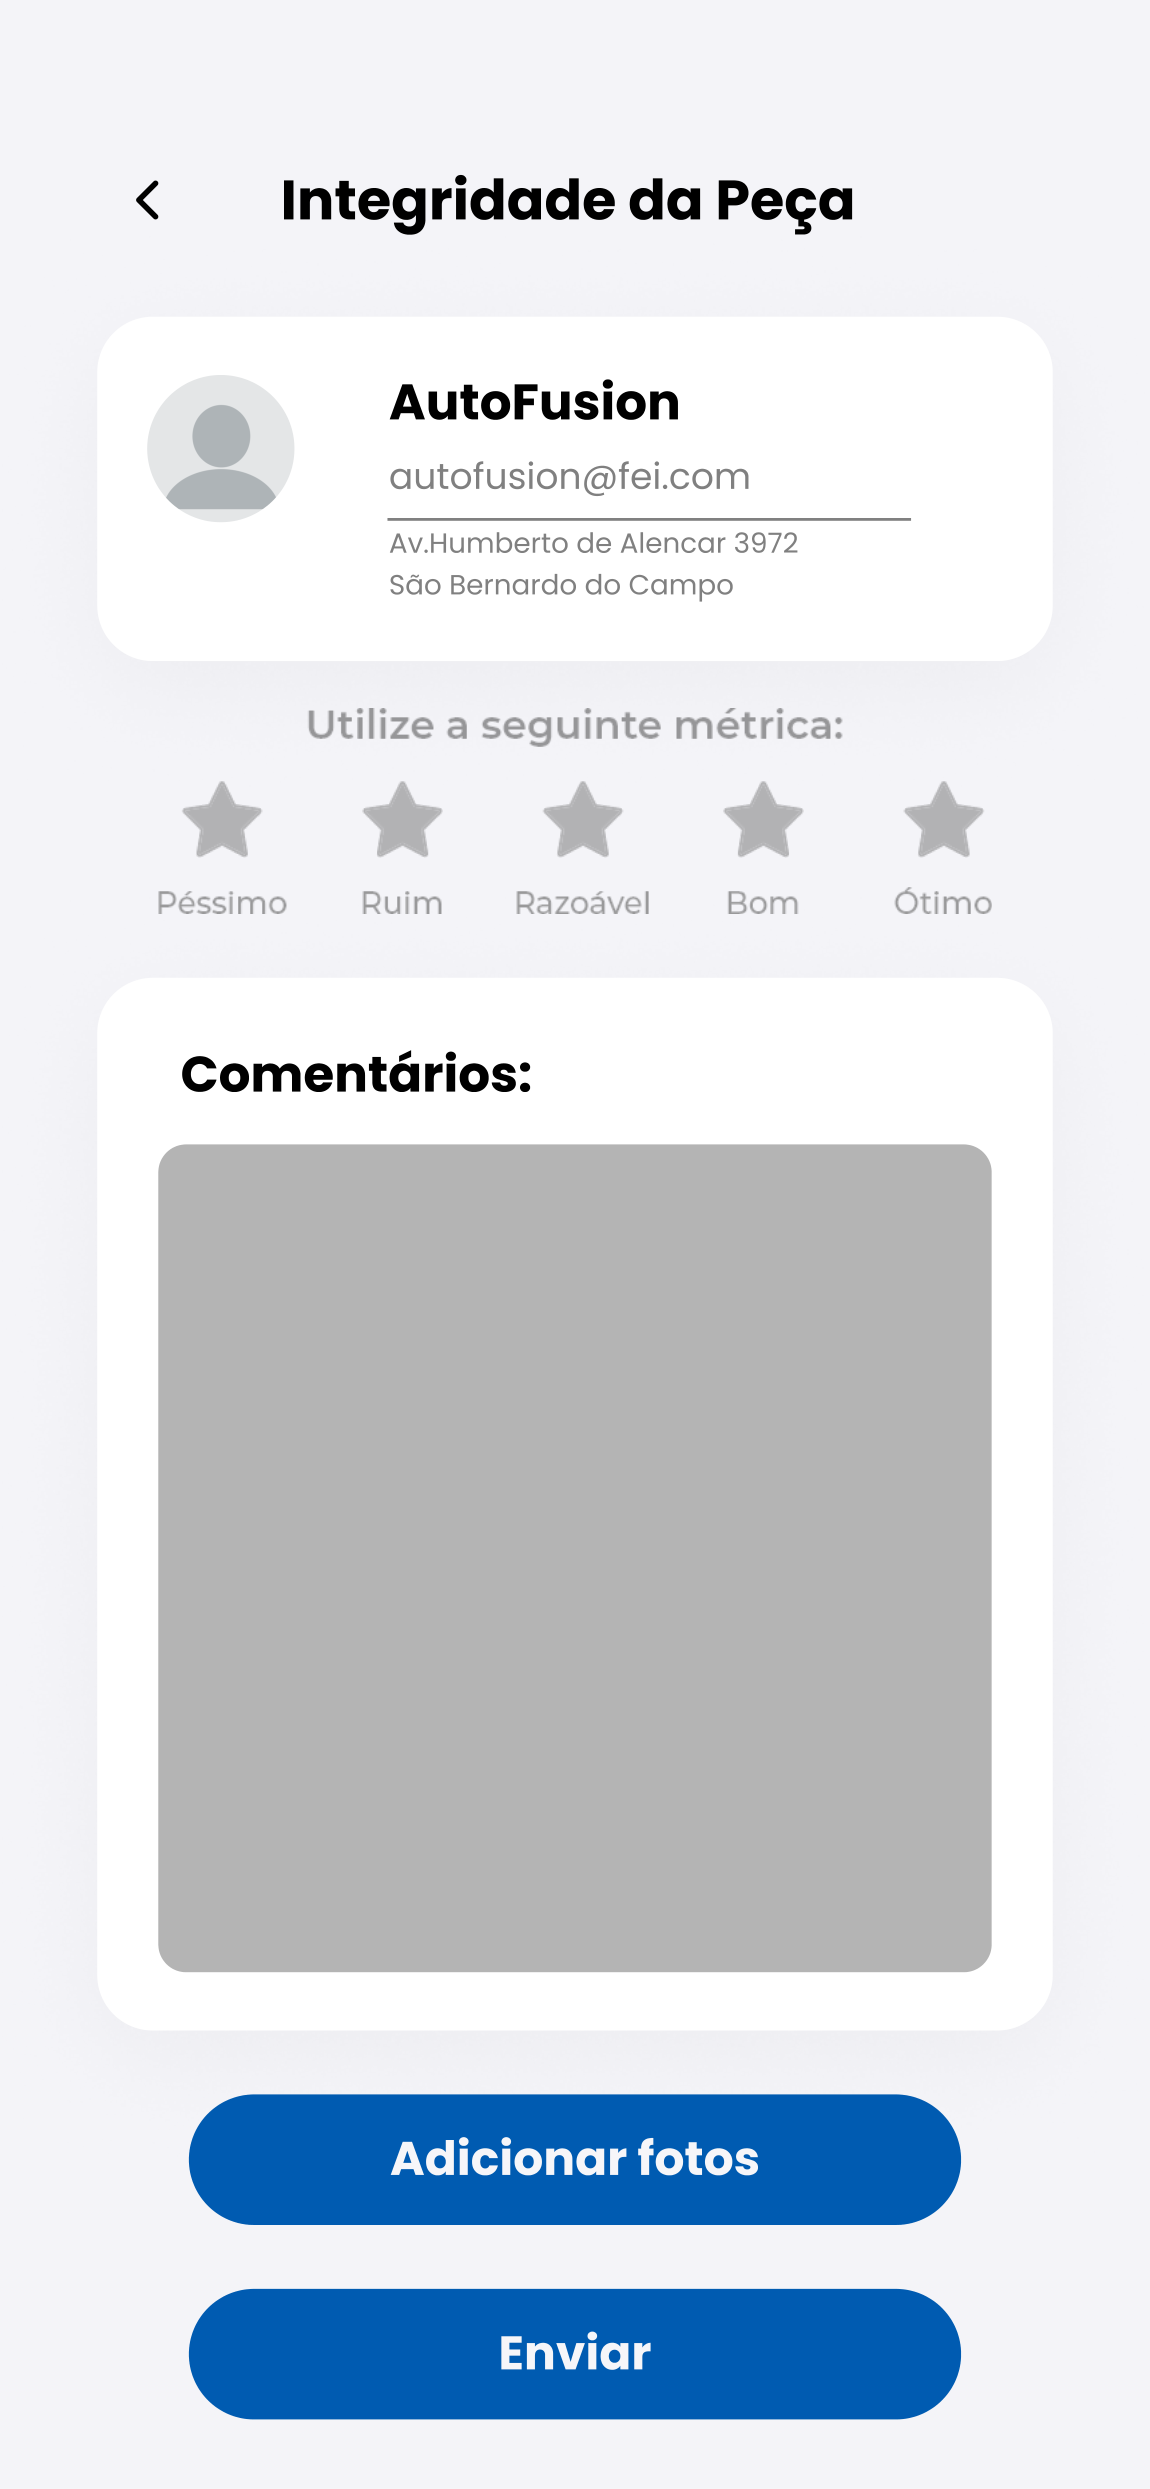 Integridade da Peça
AutoFusion
autofusion@fei.com
Av.Humberto de Alencar 3972
São Bernardo do Campo
Utilize a seguinte métrica:
Péssimo Ruim Razoável Bom Ótimo
Comentários:
Adicionar fotos
Enviar